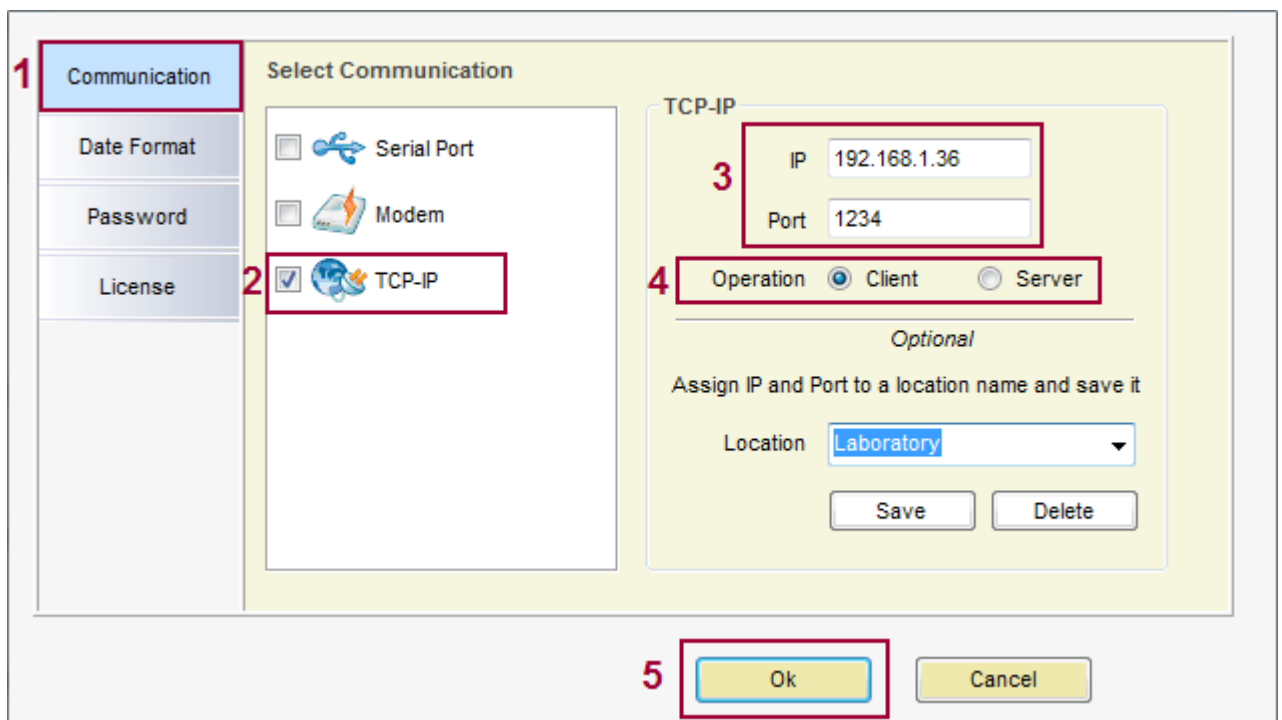 1
Communication
Date Format
Password
License
Select Communication
Serial Port
Modem
2
TCP-IP
TCP-IP
3
IP 192.168.1.36
Port 1234
4
Operation Client Server
Optional
Assign IP and Port to a location name and save it
Location Laboratory
Save Delete
5
Ok Cancel